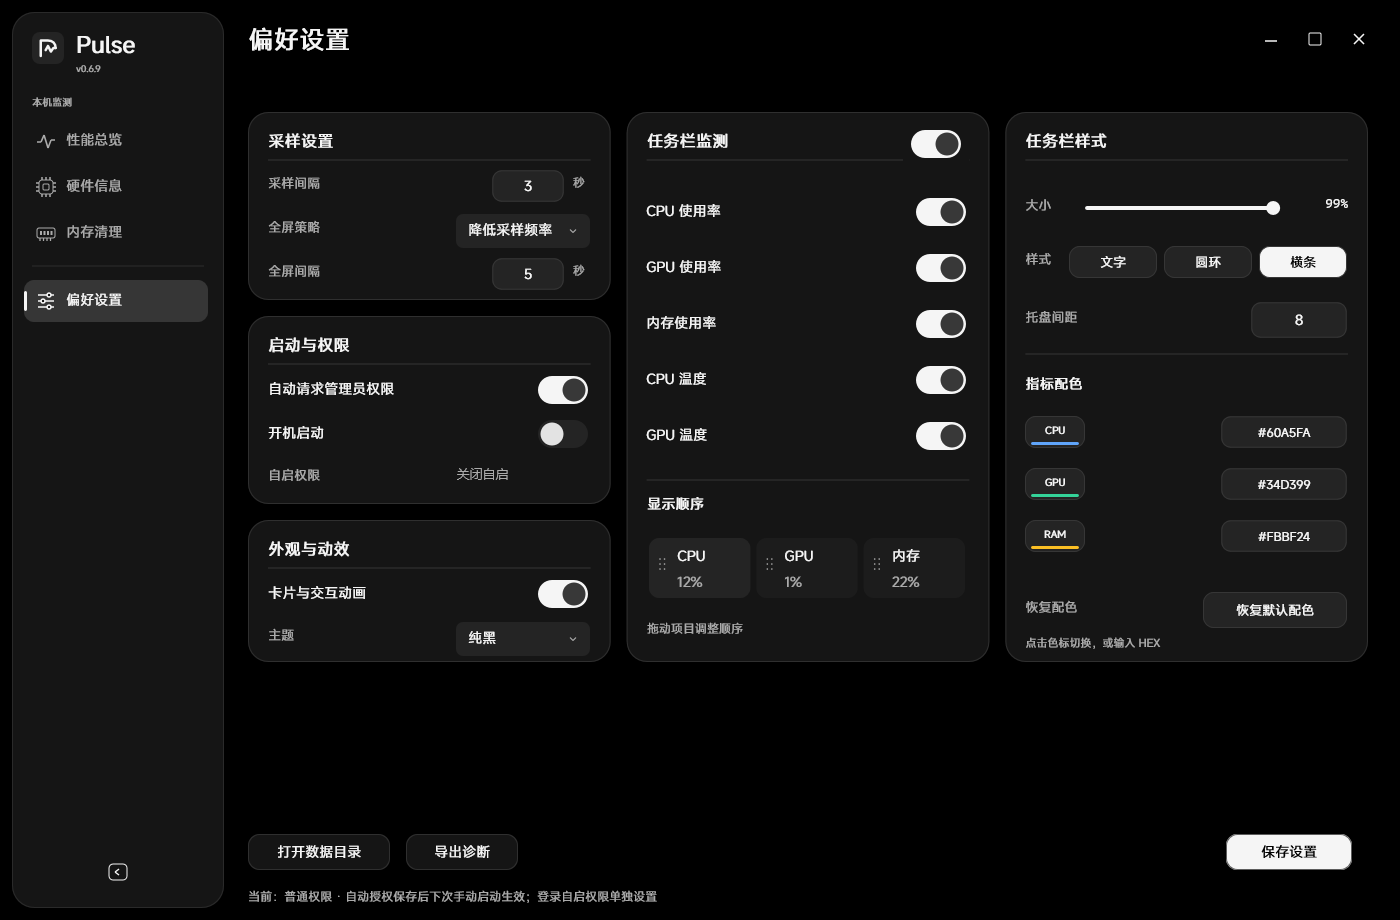 Pulse
v0.6.9
本机监测
性能总览
硬件信息
内存清理
偏好设置
偏好设置
采样设置
采样间隔 3 秒
全屏策略 降低采样频率
全屏间隔 5 秒
启动与权限
自动请求管理员权限
开机启动
自启权限 关闭自启
外观与动效
卡片与交互动画
主题 纯黑
任务栏监测
CPU 使用率
GPU 使用率
内存使用率
CPU 温度
GPU 温度
显示顺序
CPU
12%
GPU
1%
内存
22%
拖动项目调整顺序
任务栏样式
大小 99%
样式 文字 圆环 横条
托盘间距 8
指标配色
CPU #60A5FA
GPU #34D399
RAM #FBBF24
恢复配色 恢复默认配色
点击色标切换，或输入 HEX
打开数据目录 导出诊断 保存设置
当前：普通权限 · 自动授权保存后下次手动启动生效；登录自启权限单独设置